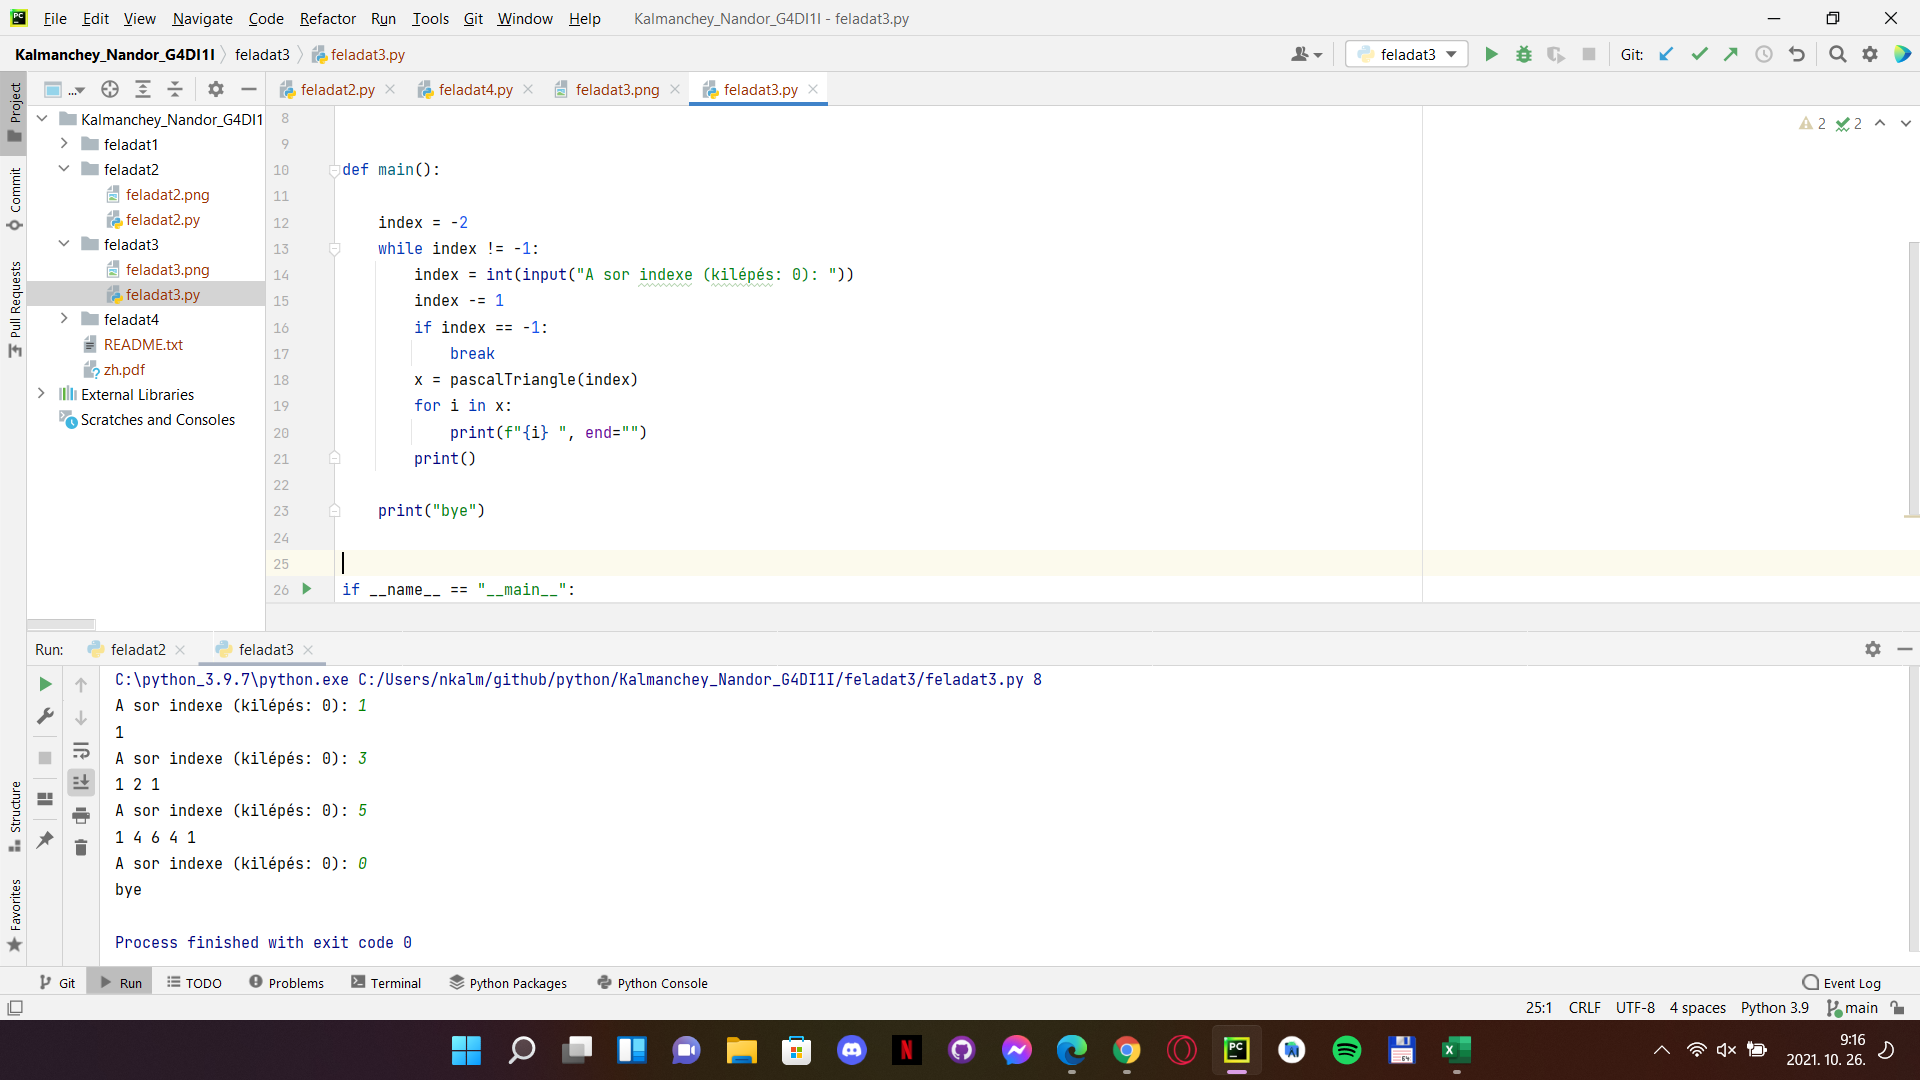 File Edit View Navigate Code Refactor Run Tools Git Window Help Kalmanchey_Nandor_G4DI1I - feladat3.py
Kalmanchey_Nandor_G4DI1I feladat3 feladat3.py feladat3 Git:
... feladat2.py feladat4.py feladat3.png feladat3.py
Project
Commit
Pull Requests
Structure
Favorites
Kalmanchey_Nandor_G4DI1
feladat1
feladat2
feladat2.png
feladat2.py
feladat3
feladat3.png
feladat3.py
feladat4
README.txt
zh.pdf
External Libraries
Scratches and Consoles
2 2
8
9
10 def main():
11
12 index = -2
13 while index != -1:
14 index = int(input("A sor indexe (kilépés: 0): "))
15 index -= 1
16 if index == -1:
17 break
18 x = pascalTriangle(index)
19 for i in x:
20 print(f"{i} ", end="")
21 print()
22
23 print("bye")
24
25
26 if __name__ == "__main__":
Run: feladat2 feladat3
C:\python_3.9.7\python.exe C:/Users/nkalm/github/python/Kalmanchey_Nandor_G4DI1I/feladat3/feladat3.py 8
A sor indexe (kilépés: 0): 1
1
A sor indexe (kilépés: 0): 3
1 2 1
A sor indexe (kilépés: 0): 5
1 4 6 4 1
A sor indexe (kilépés: 0): 0
bye
Process finished with exit code 0
Git Run TODO Problems Terminal Python Packages Python Console Event Log
25:1 CRLF UTF-8 4 spaces Python 3.9 main
9:16
2021. 10. 26.